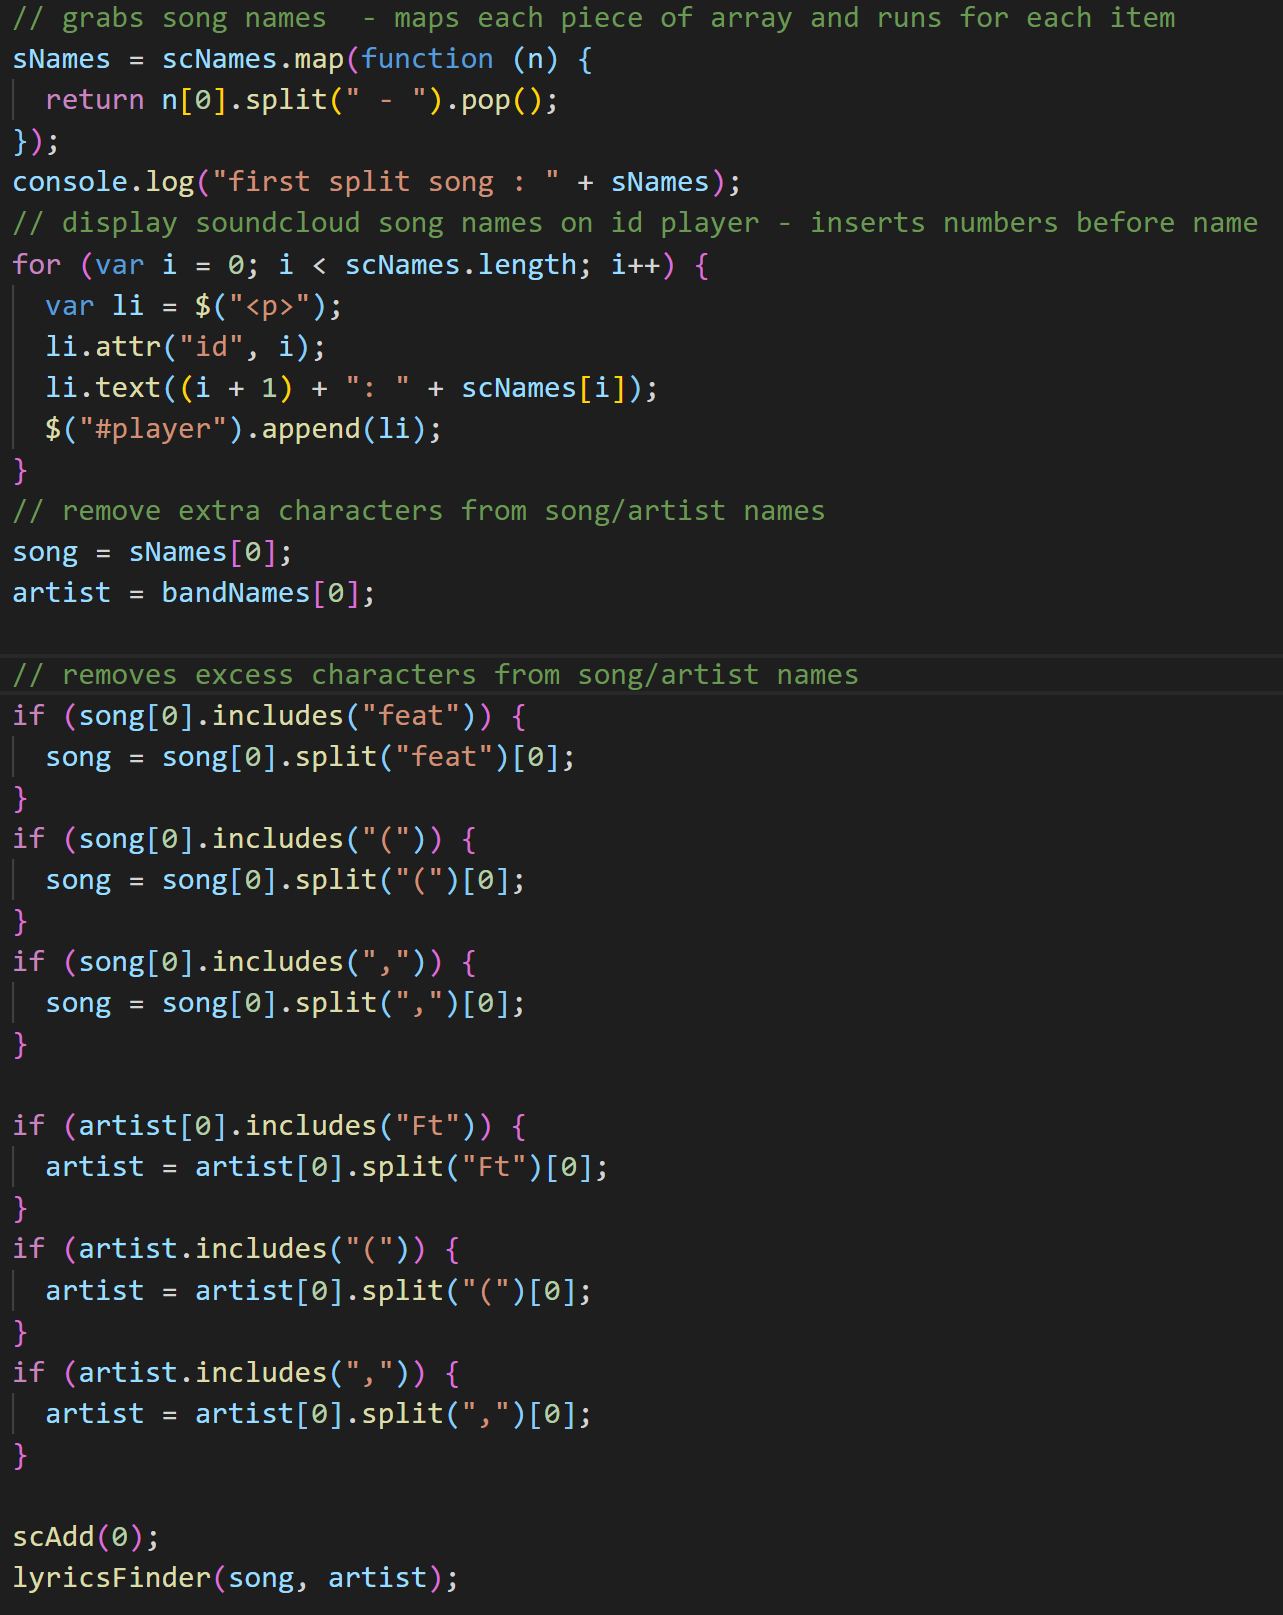 // grabs song names  - maps each piece of array and runs for each item
sNames = scNames.map(function (n) {
  return n[0].split(" - ").pop();
});
console.log("first split song : " + sNames);
// display soundcloud song names on id player - inserts numbers before name
for (var i = 0; i < scNames.length; i++) {
  var li = $("<p>");
  li.attr("id", i);
  li.text((i + 1) + ": " + scNames[i]);
  $("#player").append(li);
}
// remove extra characters from song/artist names
song = sNames[0];
artist = bandNames[0];

// removes excess characters from song/artist names
if (song[0].includes("feat")) {
  song = song[0].split("feat")[0];
}
if (song[0].includes("(")) {
  song = song[0].split("(")[0];
}
if (song[0].includes(",")) {
  song = song[0].split(",")[0];
}

if (artist[0].includes("Ft")) {
  artist = artist[0].split("Ft")[0];
}
if (artist.includes("(")) {
  artist = artist[0].split("(")[0];
}
if (artist.includes(",")) {
  artist = artist[0].split(",")[0];
}

scAdd(0);
lyricsFinder(song, artist);